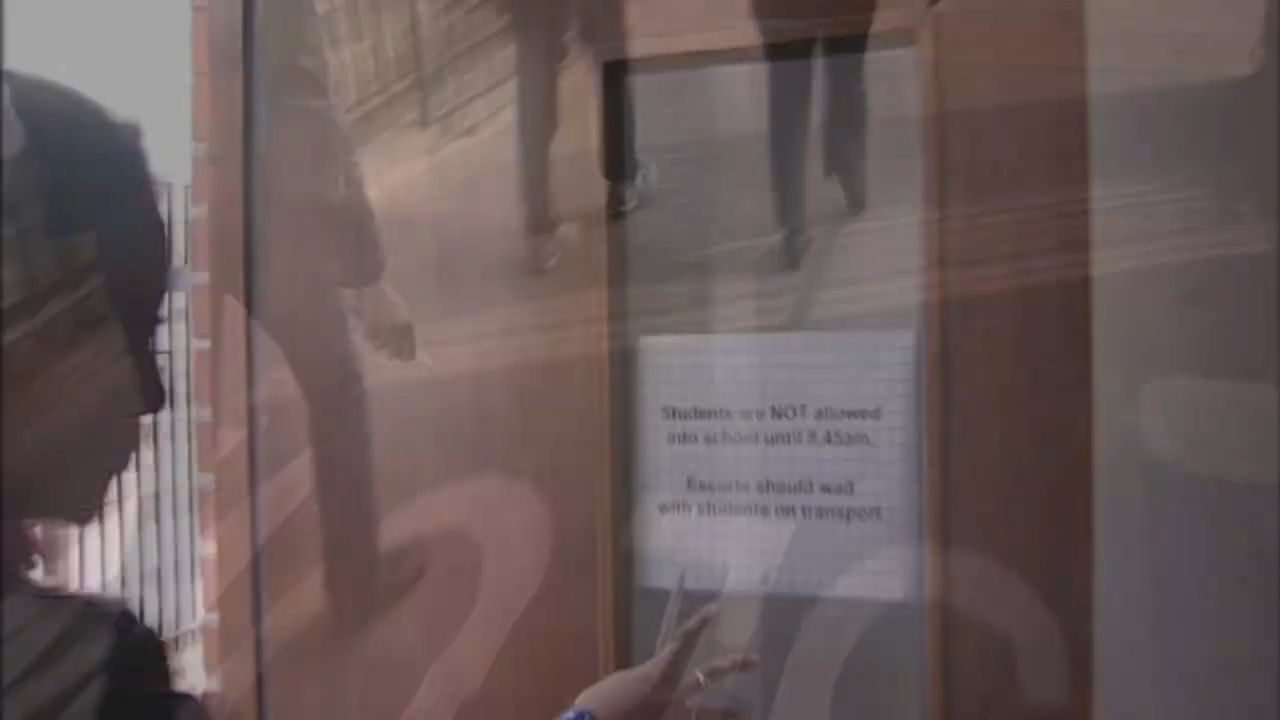 Students are NOT allowed
into school until 8.45am.
Escorts should wait
with students on transport